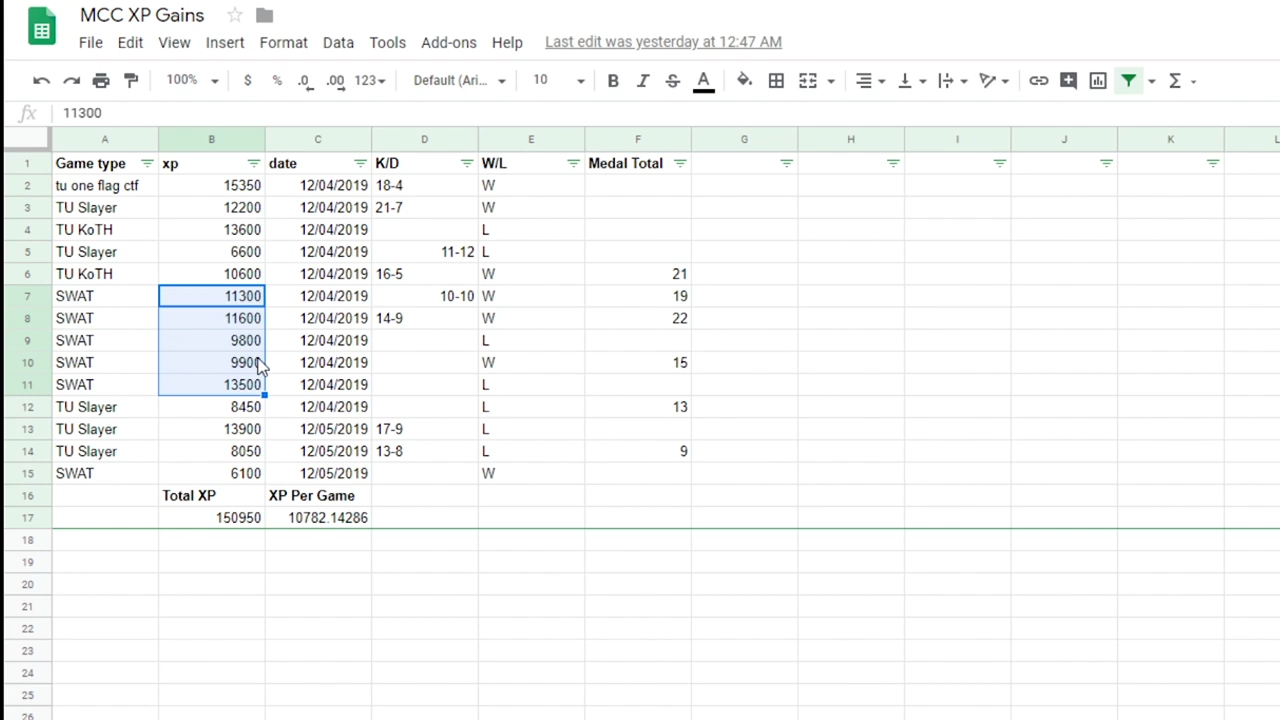 MCC XP Gains
File Edit View Insert Format Data Tools Add-ons Help Last edit was yesterday at 12:47 AM
100% $ % .0 .00 123 Default (Ari... 10 B I S A Σ
fx 11300
A B C D E F G H I J K L
1 Game type xp date K/D W/L Medal Total
2 tu one flag ctf 15350 12/04/2019 18-4 W
3 TU Slayer 12200 12/04/2019 21-7 W
4 TU KoTH 13600 12/04/2019 L
5 TU Slayer 6600 12/04/2019 11-12 L
6 TU KoTH 10600 12/04/2019 16-5 W 21
7 SWAT 11300 12/04/2019 10-10 W 19
8 SWAT 11600 12/04/2019 14-9 W 22
9 SWAT 9800 12/04/2019 L
10 SWAT 9900 12/04/2019 W 15
11 SWAT 13500 12/04/2019 L
12 TU Slayer 8450 12/04/2019 L 13
13 TU Slayer 13900 12/05/2019 17-9 L
14 TU Slayer 8050 12/05/2019 13-8 L 9
15 SWAT 6100 12/05/2019 W
16 Total XP XP Per Game
17 150950 10782.14286
18
19
20
21
22
23
24
25
26